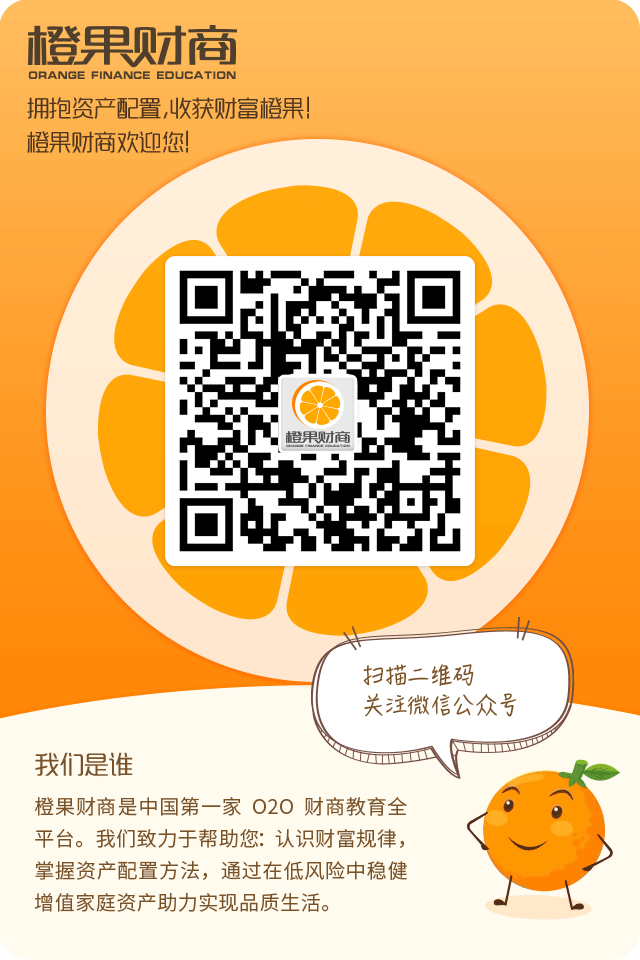 橙果财商
ORANGE FINANCE EDUCATION
拥抱资产配置,收获财富橙果!
橙果财商欢迎您!
橙果财商
ORANGE FINANCE EDUCATION
扫描二维码
关注微信公众号
我们是谁
橙果财商是中国第一家 O2O 财商教育全
平台。我们致力于帮助您: 认识财富规律，
掌握资产配置方法，通过在低风险中稳健
增值家庭资产助力实现品质生活。